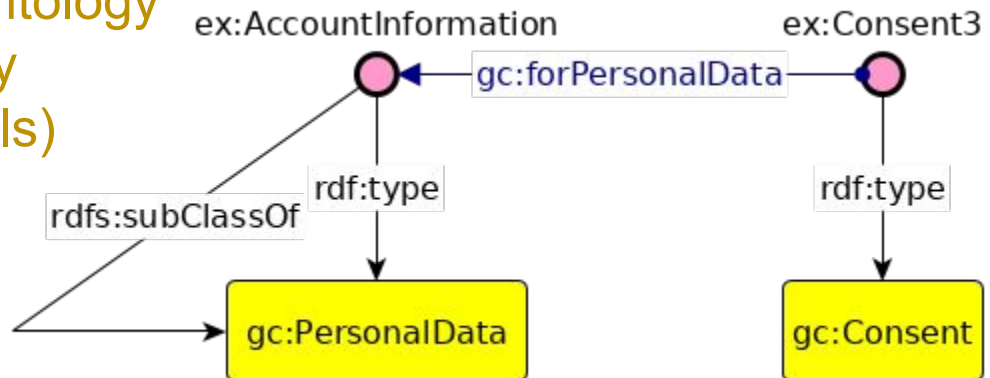 ex:AccountInformation
ex:Consent3
gc:forPersonalData
rdf:type
rdf:type
rdfs:subClassOf
gc:PersonalData
gc:Consent